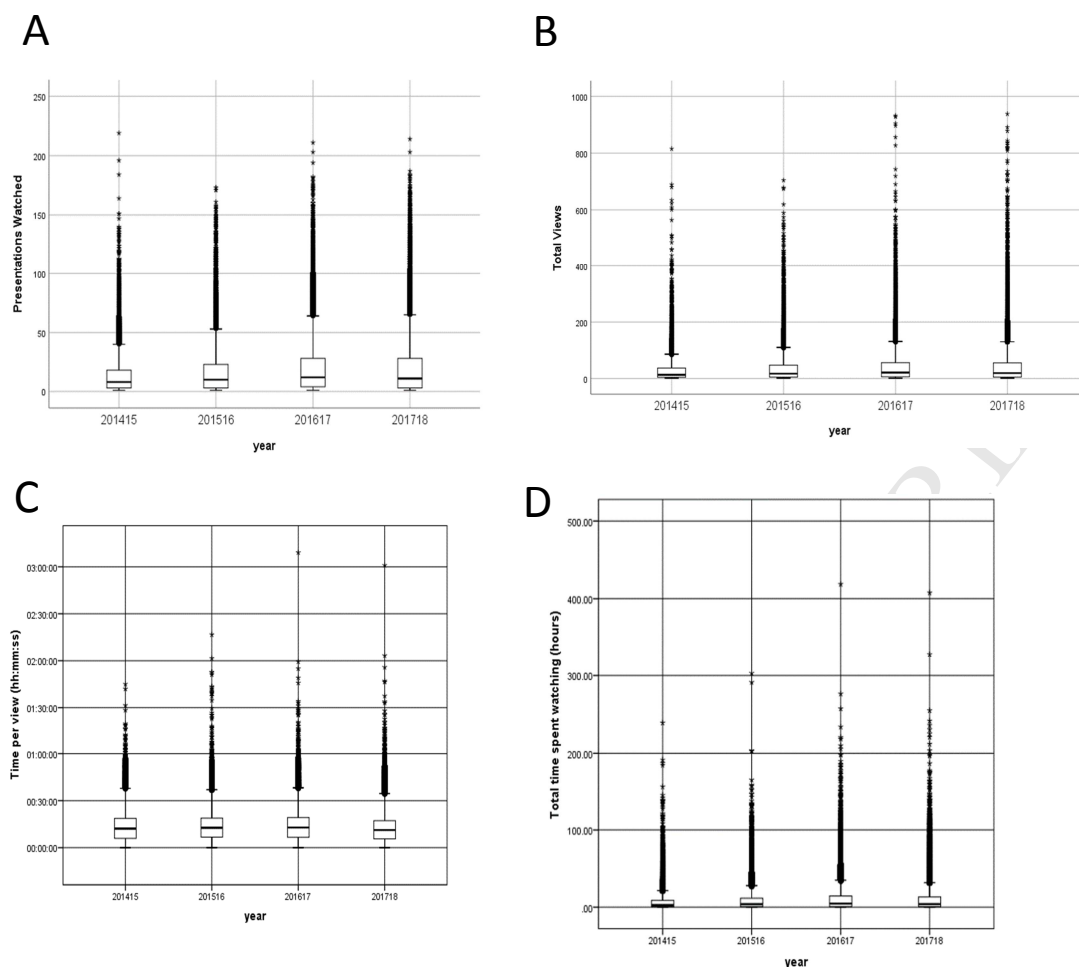 A
Presentations Watched
250
200
150
100
50
0
201415 201516 201617 201718
year
B
Total Views
1000
800
600
400
200
0
201415 201516 201617 201718
year
C
Time per view (hh:mm:ss)
03:00:00
02:30:00
02:00:00
01:30:00
01:00:00
00:30:00
00:00:00
201415 201516 201617 201718
year
D
Total time spent watching (hours)
500.00
400.00
300.00
200.00
100.00
.00
201415 201516 201617 201718
year